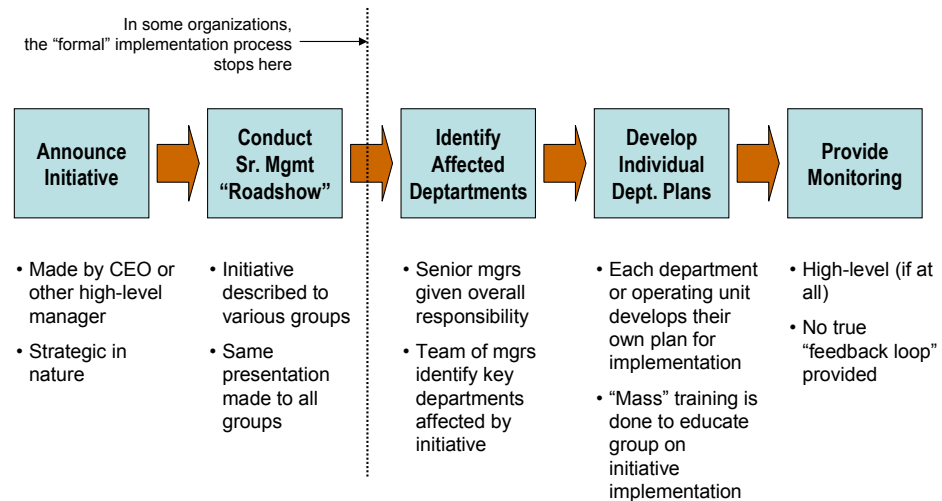 In some organizations,
the “formal” implementation process
stops here
Announce
Initiative
Conduct
Sr. Mgmt
“Roadshow”
Identify
Affected
Deptartments
Develop
Individual
Dept. Plans
Provide
Monitoring
• Made by CEO or
other high-level
manager
• Strategic in
nature
• Initiative
described to
various groups
• Same
presentation
made to all
groups
• Senior mgrs
given overall
responsibility
• Team of mgrs
identify key
departments
affected by
initiative
• Each department
or operating unit
develops their
own plan for
implementation
• “Mass” training is
done to educate
group on
initiative
implementation
• High-level (if at
all)
• No true
“feedback loop”
provided